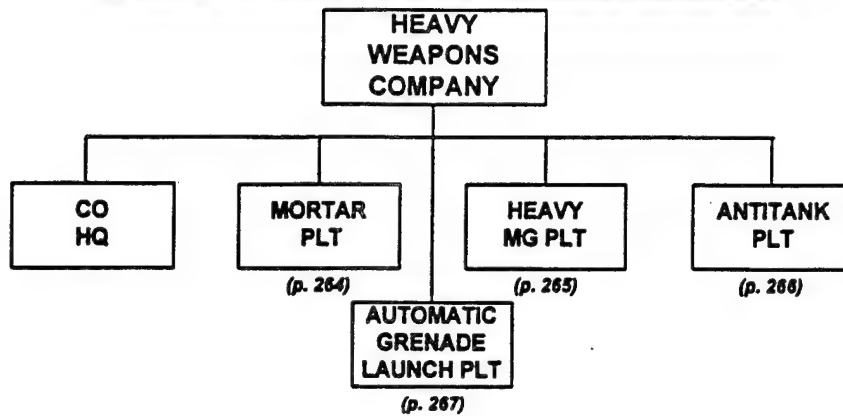 HEAVY
WEAPONS
COMPANY
CO
HQ
MORTAR
PLT
(p. 264)
HEAVY
MG PLT
(p. 265)
ANTITANK
PLT
(p. 266)
AUTOMATIC
GRENADE
LAUNCH PLT
(p. 267)